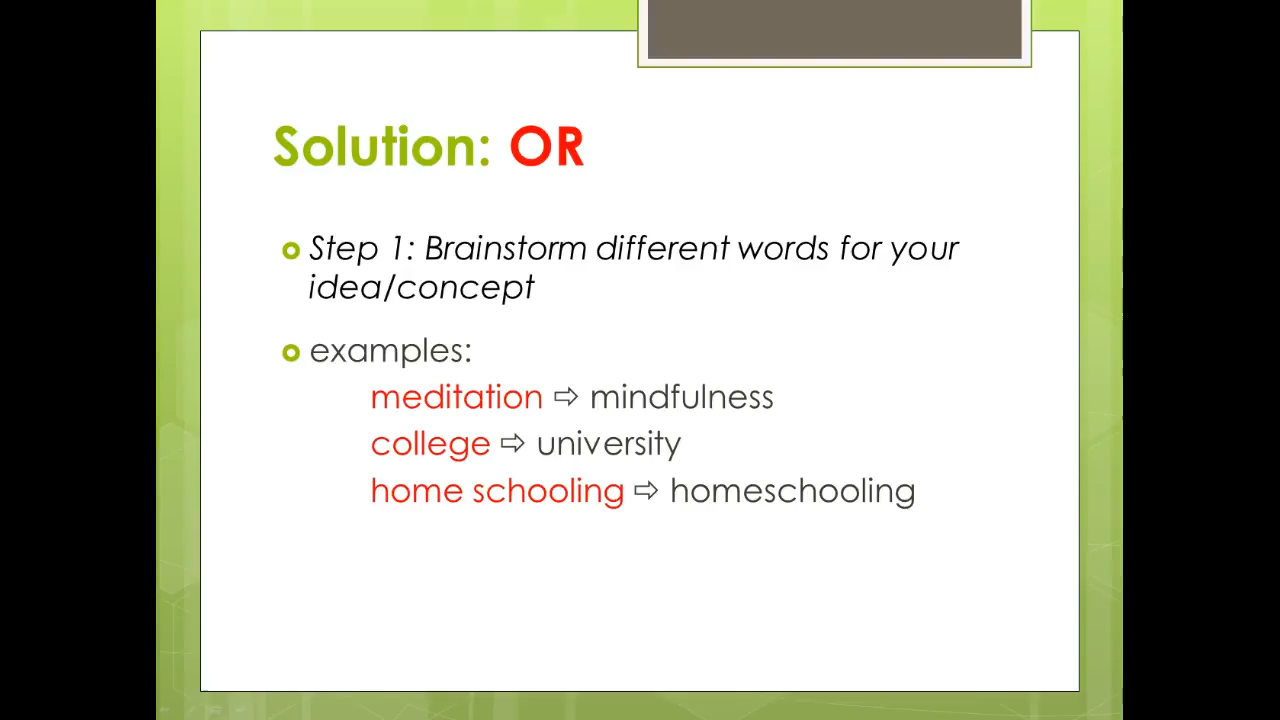 Solution: OR
Step 1: Brainstorm different words for your
idea/concept
examples:
meditation ⇨ mindfulness
college ⇨ university
home schooling ⇨ homeschooling